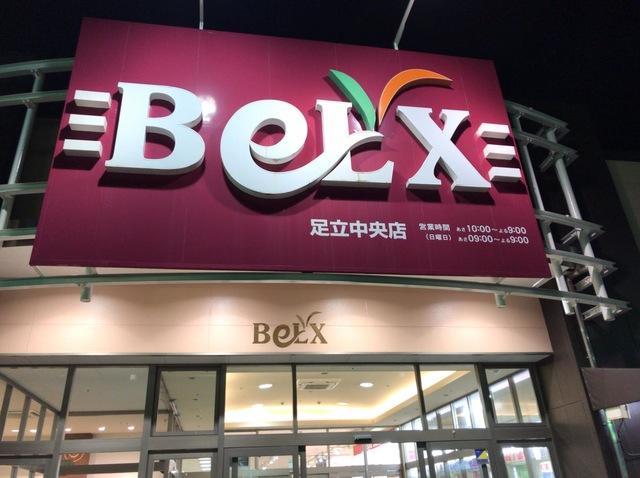 BeLX
足立中央店
営業時間 あさ10:00~よる9:00
(日曜日) あさ09:00~よる9:00
BeLX